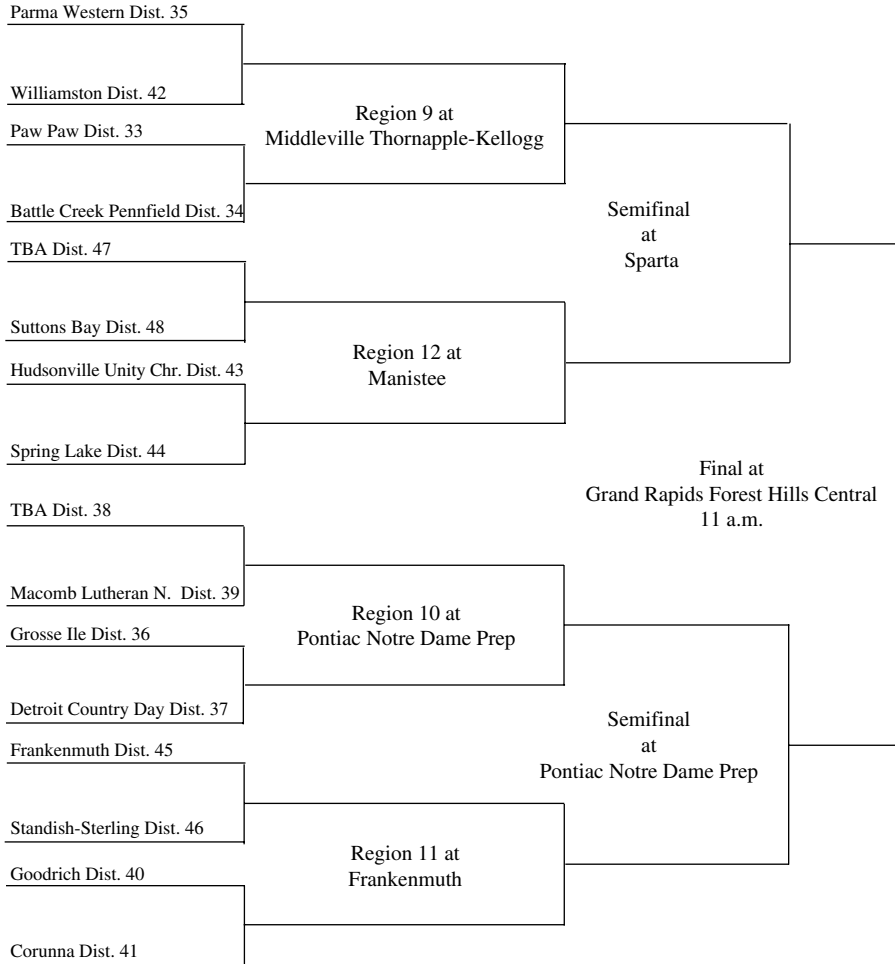 Parma Western Dist. 35
Williamston Dist. 42
Paw Paw Dist. 33
Battle Creek Pennfield Dist. 34
Region 9 at
Middleville Thornapple-Kellogg
TBA Dist. 47
Suttons Bay Dist. 48
Hudsonville Unity Chr. Dist. 43
Spring Lake Dist. 44
Region 12 at
Manistee
Semifinal
at
Sparta
Final at
Grand Rapids Forest Hills Central
11 a.m.
TBA Dist. 38
Macomb Lutheran N. Dist. 39
Grosse Ile Dist. 36
Detroit Country Day Dist. 37
Region 10 at
Pontiac Notre Dame Prep
Frankenmuth Dist. 45
Standish-Sterling Dist. 46
Goodrich Dist. 40
Corunna Dist. 41
Region 11 at
Frankenmuth
Semifinal
at
Pontiac Notre Dame Prep